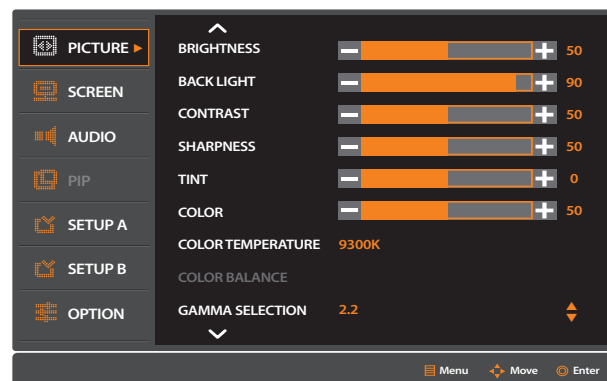 PICTURE
SCREEN
AUDIO
PIP
SETUP A
SETUP B
OPTION
BRIGHTNESS 50
BACK LIGHT 90
CONTRAST 50
SHARPNESS 50
TINT 0
COLOR 50
COLOR TEMPERATURE 9300K
COLOR BALANCE
GAMMA SELECTION 2.2
Menu Move Enter